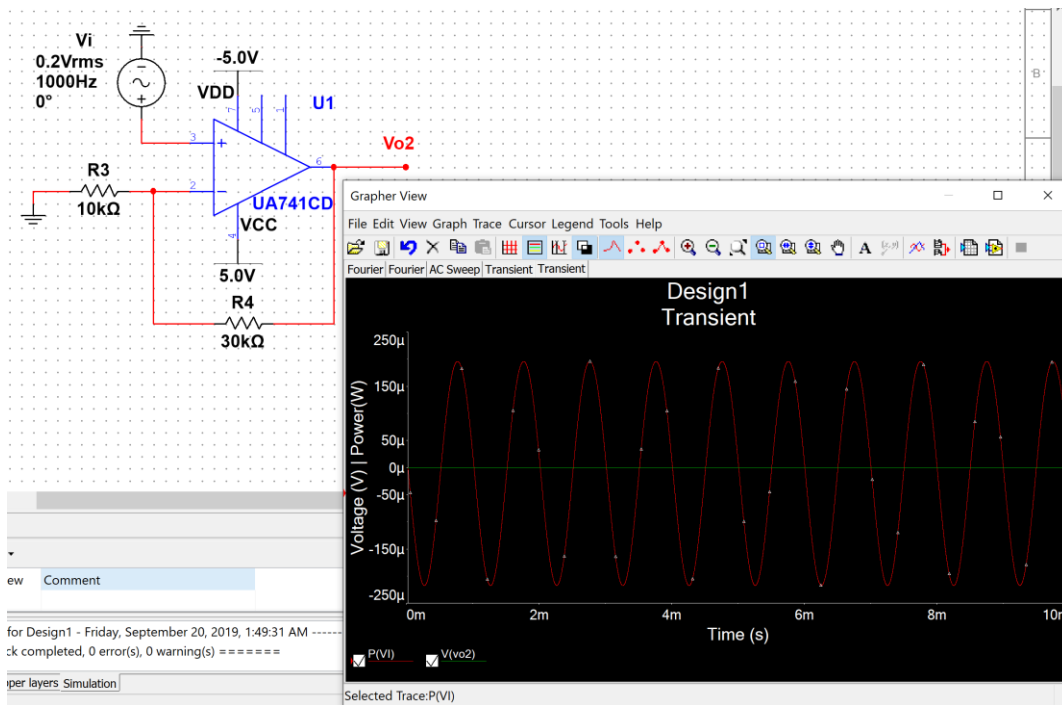 Vi
0.2Vrms
1000Hz
0°
-5.0V
VDD
7
5
1
U1
3
+
Vo2
6
R3
10kΩ
2
UA741CD
VCC
4
5.0V
R4
30kΩ
B
Grapher View
File Edit View Graph Trace Cursor Legend Tools Help
A
Fourier Fourier AC Sweep Transient Transient
Design1
Transient
Voltage (V) | Power(W)
250µ
150µ
50µ
0µ
-50µ
-150µ
-250µ
0m 2m 4m 6m 8m 10m
Time (s)
P(VI) V(vo2)
Selected Trace:P(VI)
ew Comment
for Design1 - Friday, September 20, 2019, 1:49:31 AM ------
ck completed, 0 error(s), 0 warning(s) =======
pper layers Simulation